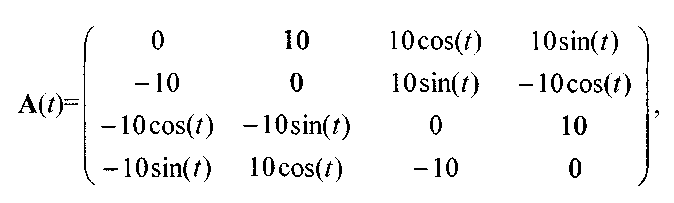 0 10 10cos(t) 10sin(t)
−10 0 10sin(t) −10cos(t)
A(t)=
−10cos(t) −10sin(t) 0 10 ,
−10sin(t) 10cos(t) −10 0